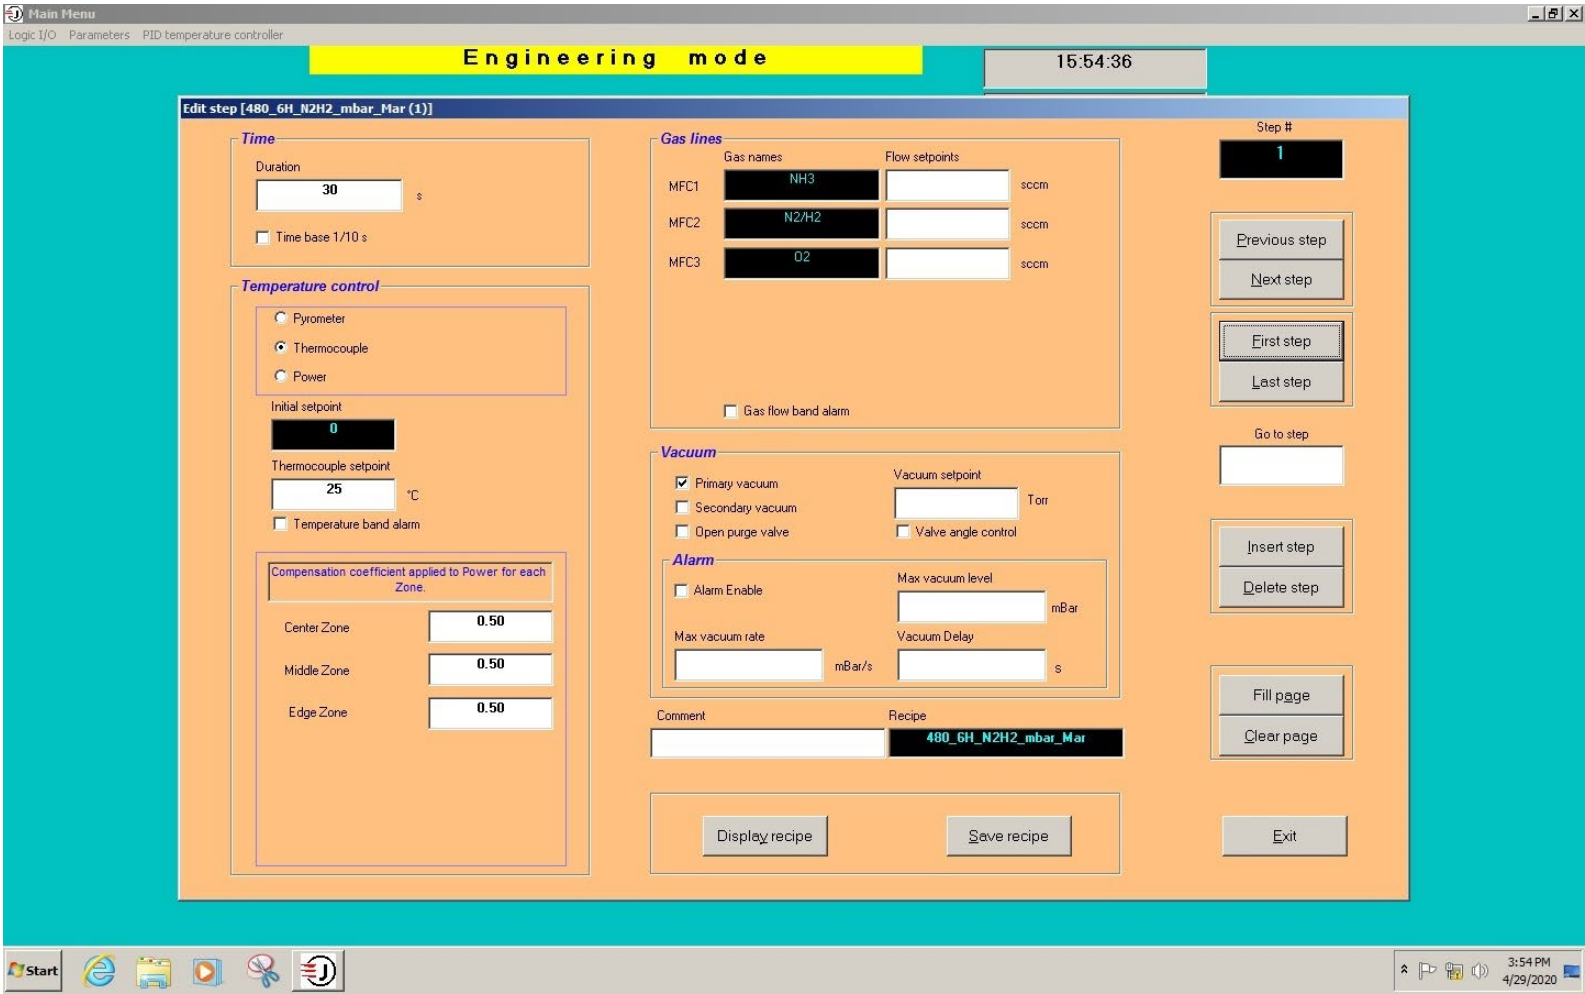 Main Menu
Logic I/O Parameters PID temperature controller
Engineering mode
15:54:36
Edit step [480_6H_N2H2_mbar_Mar (1)]
Time
Duration
30 s
Time base 1/10 s
Temperature control
Pyrometer
Thermocouple
Power
Initial setpoint
0
Thermocouple setpoint
25 °C
Temperature band alarm
Compensation coefficient applied to Power for each
Zone.
Center Zone 0.50
Middle Zone 0.50
Edge Zone 0.50
Gas lines
Gas names Flow setpoints
MFC1 NH3 sccm
MFC2 N2/H2 sccm
MFC3 O2 sccm
Gas flow band alarm
Vacuum
Primary vacuum
Secondary vacuum
Open purge valve
Vacuum setpoint
Torr
Valve angle control
Alarm
Alarm Enable
Max vacuum level
mBar
Max vacuum rate
mBar/s
Vacuum Delay
s
Comment
Recipe
480_6H_N2H2_mbar_Mar
Display recipe
Save recipe
Step #
1
Previous step
Next step
First step
Last step
Go to step
Insert step
Delete step
Fill page
Clear page
Exit
Start
3:54 PM
4/29/2020